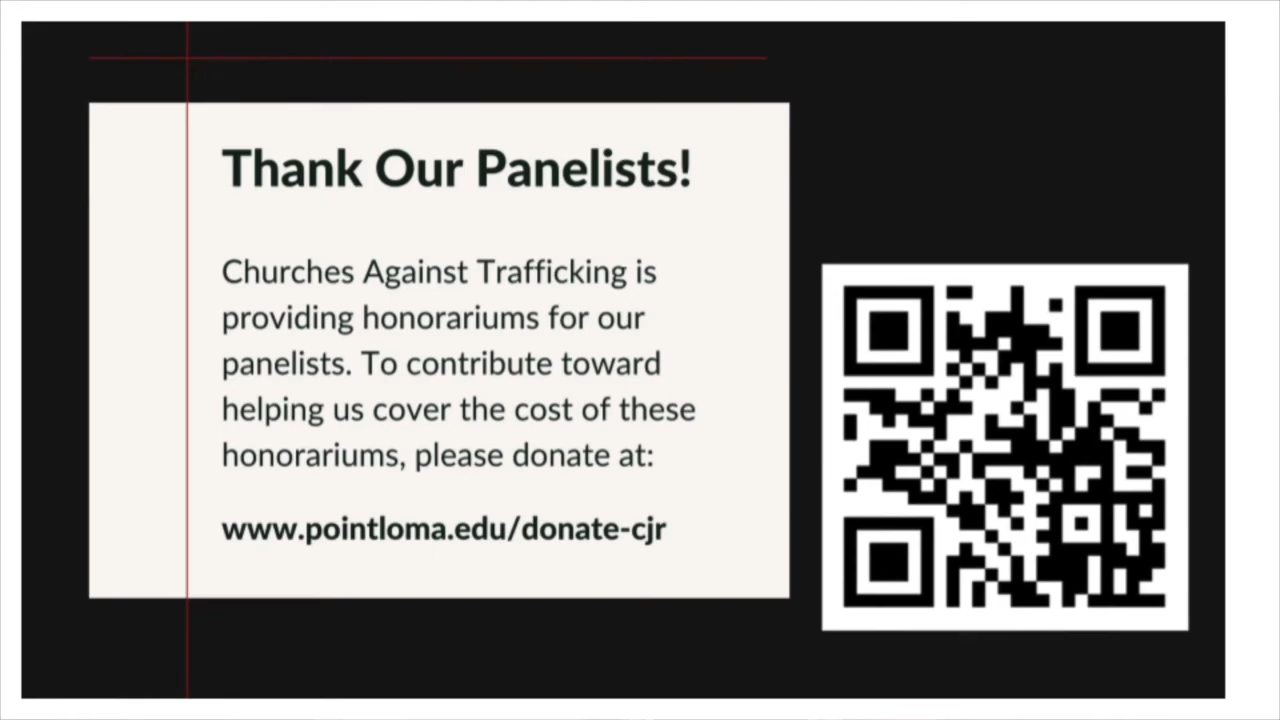 Thank Our Panelists!
Churches Against Trafficking is
providing honorariums for our
panelists. To contribute toward
helping us cover the cost of these
honorariums, please donate at:
www.pointloma.edu/donate-cjr